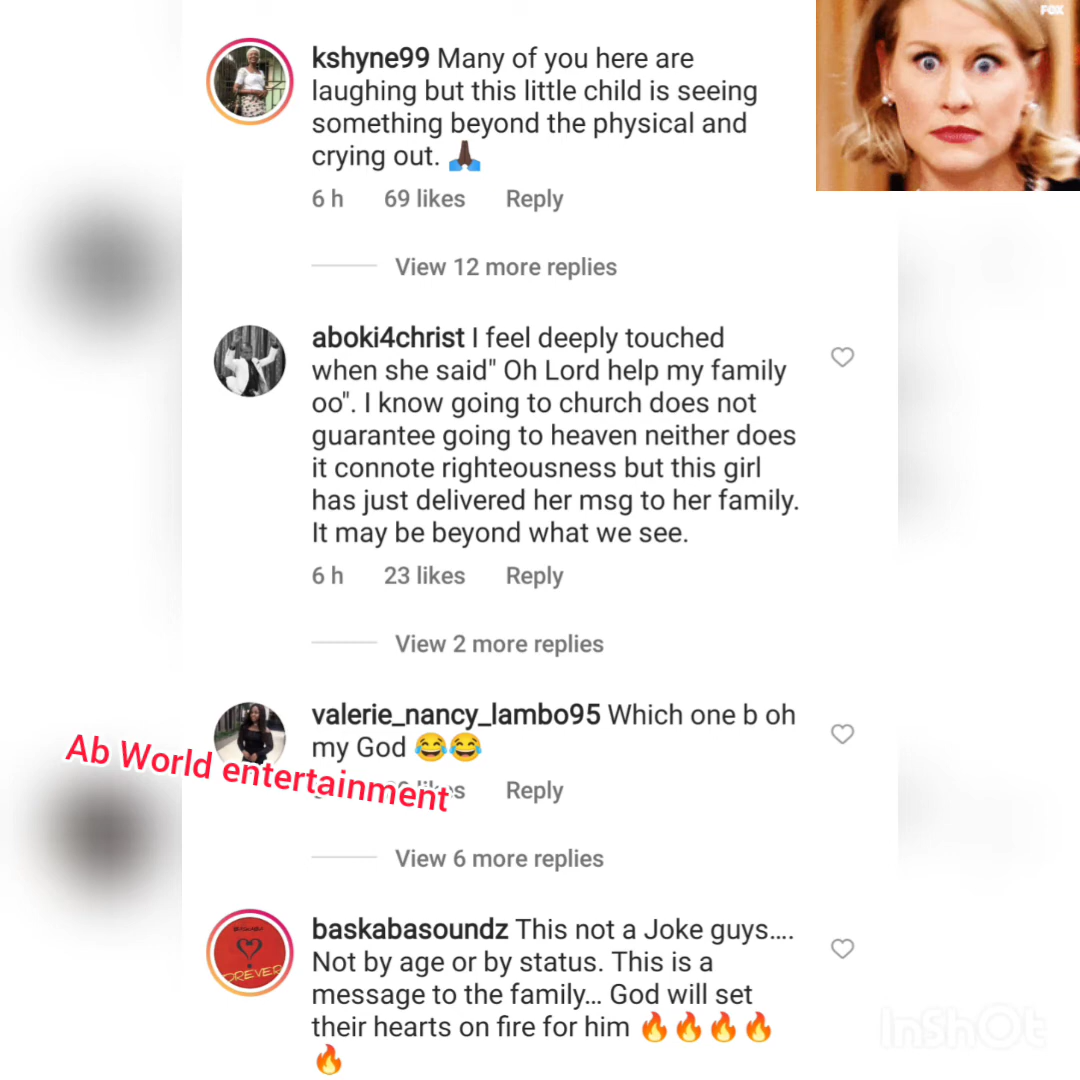 FOX
kshyne99 Many of you here are
laughing but this little child is seeing
something beyond the physical and
crying out. 🙏🏿
6 h 69 likes Reply
View 12 more replies
aboki4christ I feel deeply touched
when she said" Oh Lord help my family
oo". I know going to church does not
guarantee going to heaven neither does
it connote righteousness but this girl
has just delivered her msg to her family.
It may be beyond what we see.
6 h 23 likes Reply
View 2 more replies
valerie_nancy_lambo95 Which one b oh
my God 😂😂
Ab World entertainment
likes Reply
View 6 more replies
baskabasoundz This not a Joke guys....
Not by age or by status. This is a
message to the family... God will set
their hearts on fire for him 🔥🔥🔥🔥
🔥
InShOt